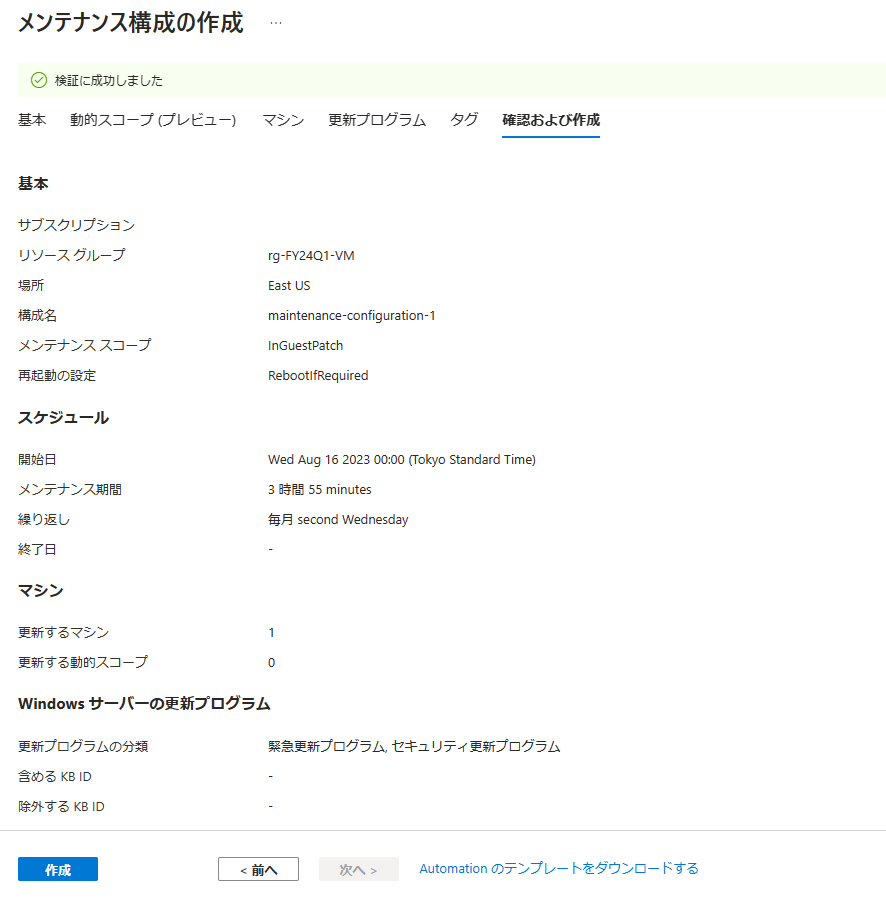 メンテナンス構成の作成 …
検証に成功しました
基本 動的スコープ (プレビュー) マシン 更新プログラム タグ 確認および作成
基本
サブスクリプション
リソース グループ rg-FY24Q1-VM
場所 East US
構成名 maintenance-configuration-1
メンテナンス スコープ InGuestPatch
再起動の設定 RebootIfRequired
スケジュール
開始日 Wed Aug 16 2023 00:00 (Tokyo Standard Time)
メンテナンス期間 3 時間 55 minutes
繰り返し 毎月 second Wednesday
終了日 -
マシン
更新するマシン 1
更新する動的スコープ 0
Windows サーバーの更新プログラム
更新プログラムの分類 緊急更新プログラム, セキュリティ更新プログラム
含める KB ID -
除外する KB ID -
作成 < 前へ 次へ > Automation のテンプレートをダウンロードする